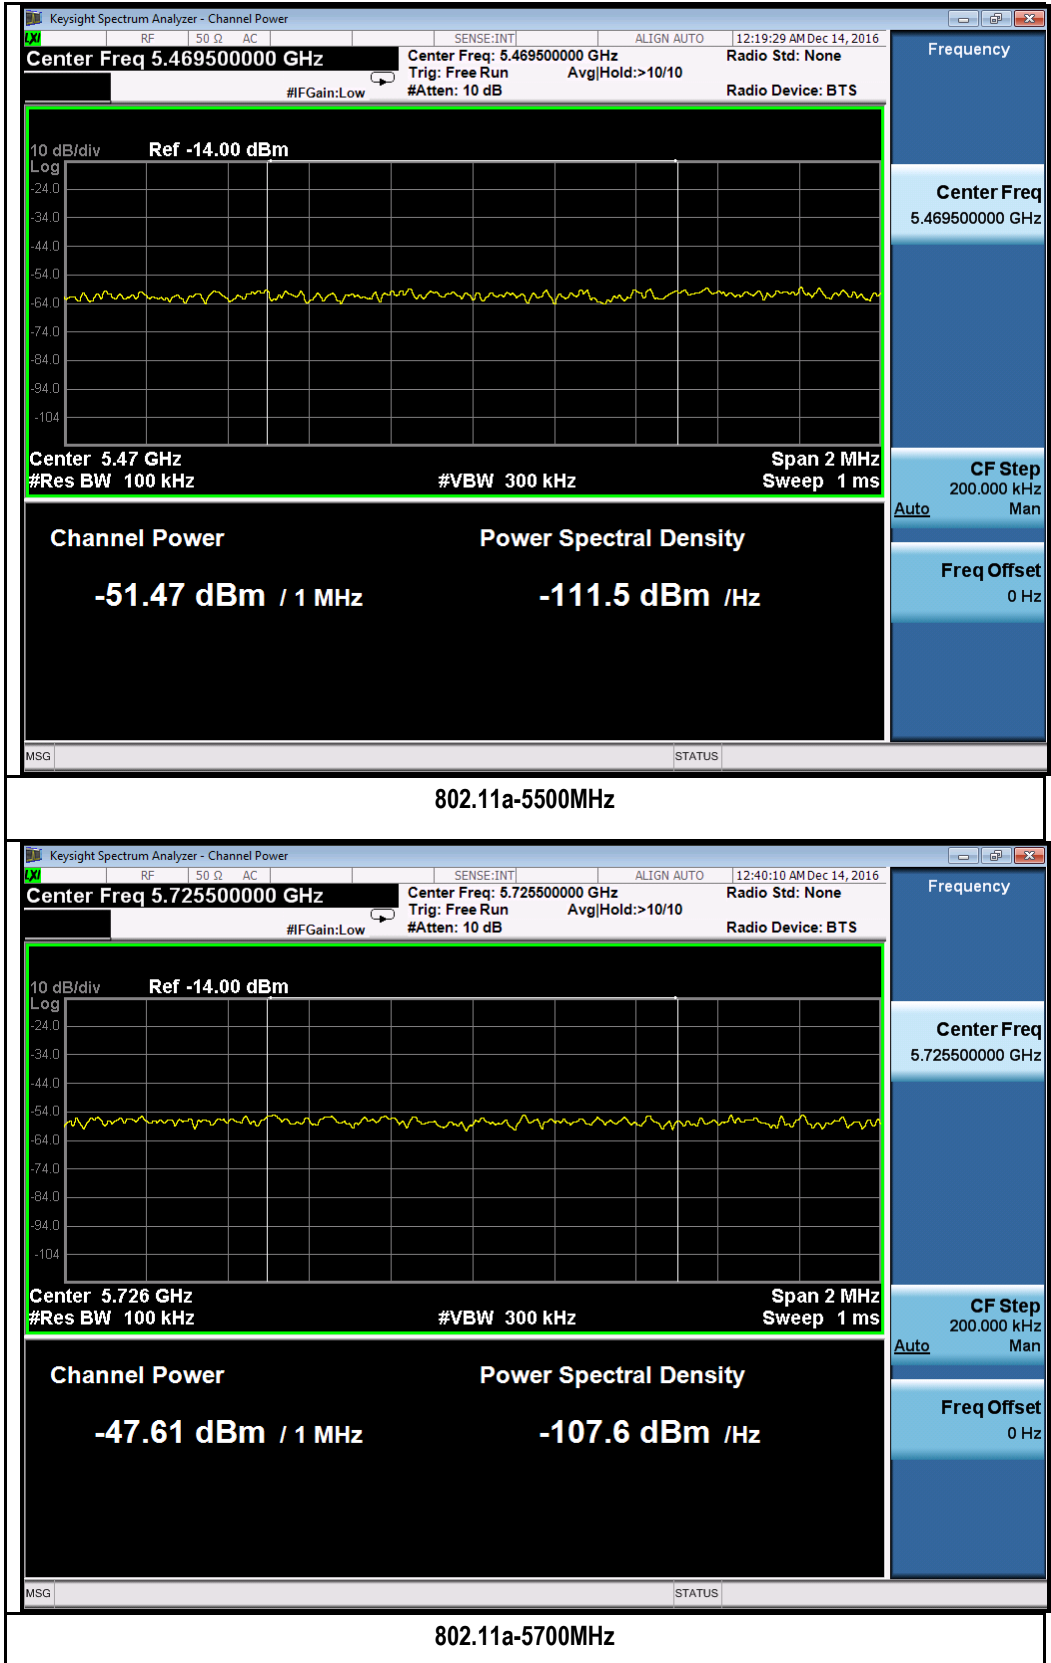 Keysight Spectrum Analyzer - Channel Power
LXI RF 50 Ω AC SENSE:INT ALIGN AUTO 12:19:29 AM Dec 14, 2016
Center Freq 5.469500000 GHz
Center Freq: 5.469500000 GHz
Radio Std: None
Trig: Free Run Avg|Hold:>10/10
#IFGain:Low
#Atten: 10 dB
Radio Device: BTS
Frequency
10 dB/div Ref -14.00 dBm
Log
-24.0
-34.0
-44.0
-54.0
-64.0
-74.0
-84.0
-94.0
-104
Center Freq
5.469500000 GHz
Center 5.47 GHz Span 2 MHz
#Res BW 100 kHz #VBW 300 kHz Sweep 1 ms
CF Step
200.000 kHz
Auto Man
Channel Power Power Spectral Density
-51.47 dBm / 1 MHz -111.5 dBm /Hz
Freq Offset
0 Hz
MSG STATUS
802.11a-5500MHz
Keysight Spectrum Analyzer - Channel Power
LXI RF 50 Ω AC SENSE:INT ALIGN AUTO 12:40:10 AM Dec 14, 2016
Center Freq 5.725500000 GHz
Center Freq: 5.725500000 GHz
Radio Std: None
Trig: Free Run Avg|Hold:>10/10
#IFGain:Low
#Atten: 10 dB
Radio Device: BTS
Frequency
10 dB/div Ref -14.00 dBm
Log
-24.0
-34.0
-44.0
-54.0
-64.0
-74.0
-84.0
-94.0
-104
Center Freq
5.725500000 GHz
Center 5.726 GHz Span 2 MHz
#Res BW 100 kHz #VBW 300 kHz Sweep 1 ms
CF Step
200.000 kHz
Auto Man
Channel Power Power Spectral Density
-47.61 dBm / 1 MHz -107.6 dBm /Hz
Freq Offset
0 Hz
MSG STATUS
802.11a-5700MHz